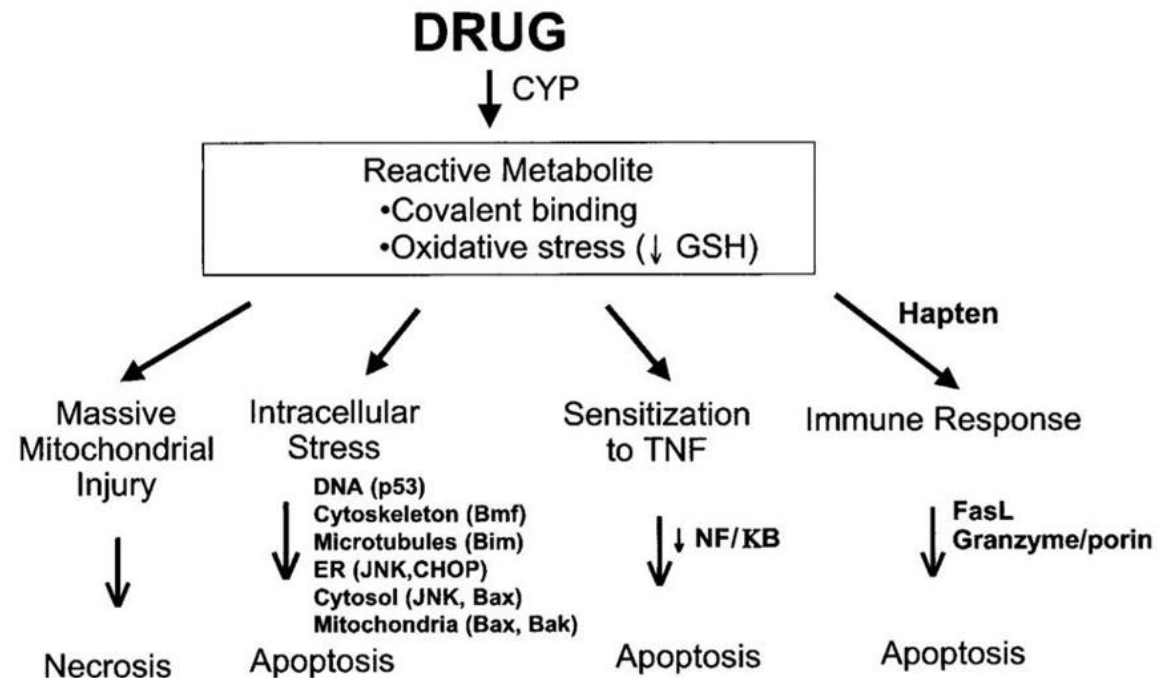 DRUG
CYP
Reactive Metabolite
•Covalent binding
•Oxidative stress (↓ GSH)
Hapten
Massive
Mitochondrial
Injury
Necrosis
Intracellular
Stress
DNA (p53)
Cytoskeleton (Bmf)
Microtubules (Bim)
ER (JNK,CHOP)
Cytosol (JNK, Bax)
Mitochondria (Bax, Bak)
Apoptosis
Sensitization
to TNF
↓ NF/KB
Apoptosis
Immune Response
FasL
Granzyme/porin
Apoptosis